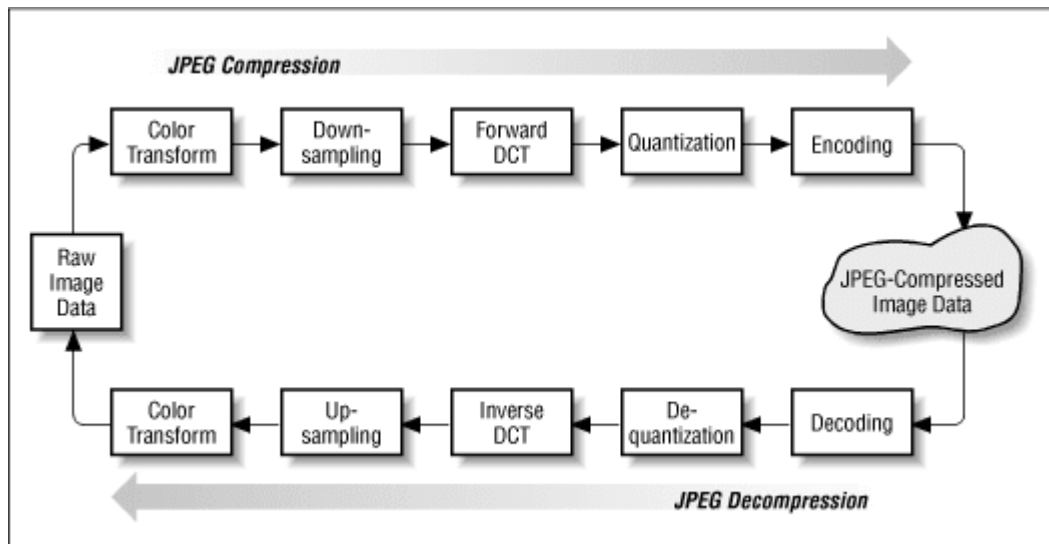 JPEG Compression
Color
Transform
Down-
sampling
Forward
DCT
Quantization
Encoding
Raw
Image
Data
JPEG-Compressed
Image Data
Color
Transform
Up-
sampling
Inverse
DCT
De-
quantization
Decoding
JPEG Decompression